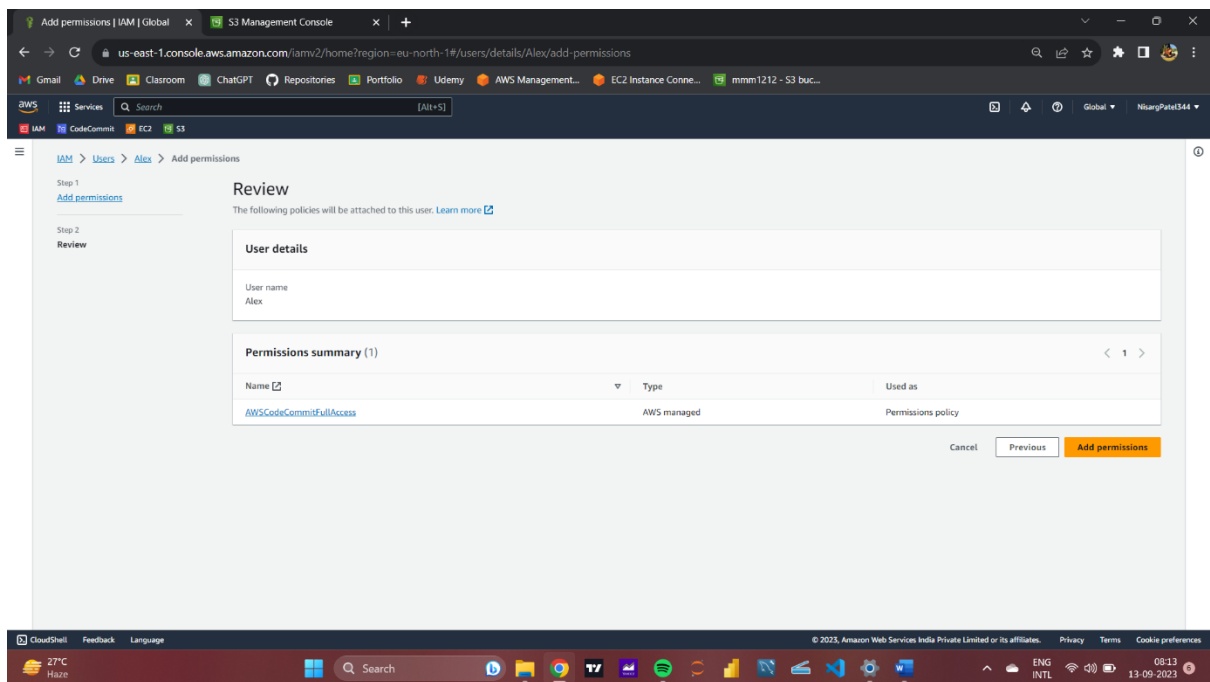 Add permissions | IAM | Global
S3 Management Console
us-east-1.console.aws.amazon.com/iamv2/home?region=eu-north-1#/users/details/Alex/add-permissions
Gmail Drive Clasroom ChatGPT Repositories Portfolio Udemy AWS Management... EC2 Instance Conne... mmm1212 - S3 buc...
aws Services Search [Alt+S] Global NisargPatel344
IAM CodeCommit EC2 S3
IAM > Users > Alex > Add permissions
Step 1
Add permissions
Step 2
Review
Review
The following policies will be attached to this user. Learn more
User details
User name
Alex
Permissions summary (1)
< 1 >
Name Type Used as
AWSCodeCommitFullAccess AWS managed Permissions policy
Cancel Previous Add permissions
CloudShell Feedback Language © 2023, Amazon Web Services India Private Limited or its affiliates. Privacy Terms Cookie preferences
27°C
Haze
Search
ENG
INTL
08:13
13-09-2023
6